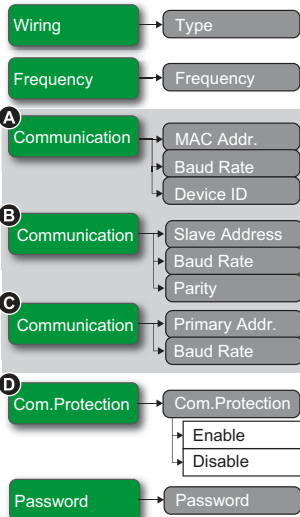 Wiring Type
Frequency Frequency
A
Communication MAC Addr.
Baud Rate
Device ID
B
Communication Slave Address
Baud Rate
Parity
C
Communication Primary Addr.
Baud Rate
D
Com.Protection Com.Protection
Enable
Disable
Password Password